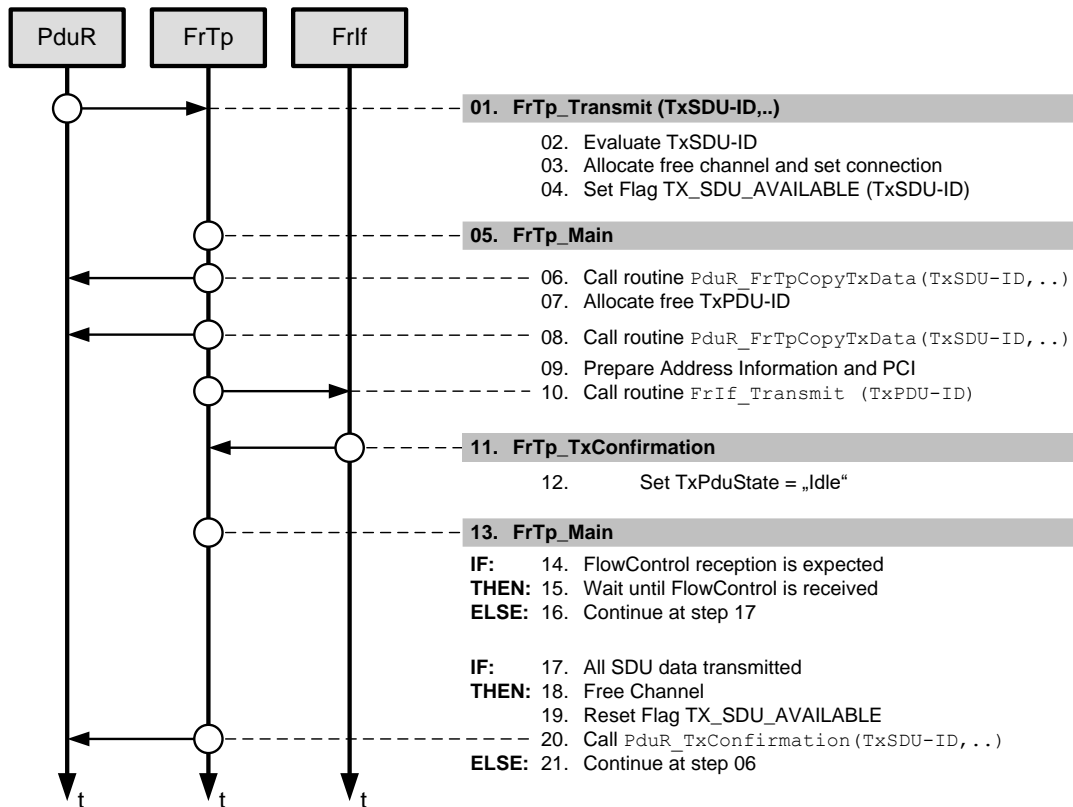 PduR FrTp FrIf
01. FrTp_Transmit (TxSDU-ID,..)
02. Evaluate TxSDU-ID
03. Allocate free channel and set connection
04. Set Flag TX_SDU_AVAILABLE (TxSDU-ID)
05. FrTp_Main
06. Call routine PduR_FrTpCopyTxData(TxSDU-ID,..)
07. Allocate free TxPDU-ID
08. Call routine PduR_FrTpCopyTxData(TxSDU-ID,..)
09. Prepare Address Information and PCI
10. Call routine FrIf_Transmit (TxPDU-ID)
11. FrTp_TxConfirmation
12. Set TxPduState = „Idle“
13. FrTp_Main
IF: 14. FlowControl reception is expected
THEN: 15. Wait until FlowControl is received
ELSE: 16. Continue at step 17
IF: 17. All SDU data transmitted
THEN: 18. Free Channel
19. Reset Flag TX_SDU_AVAILABLE
20. Call PduR_TxConfirmation(TxSDU-ID,..)
ELSE: 21. Continue at step 06
t t t